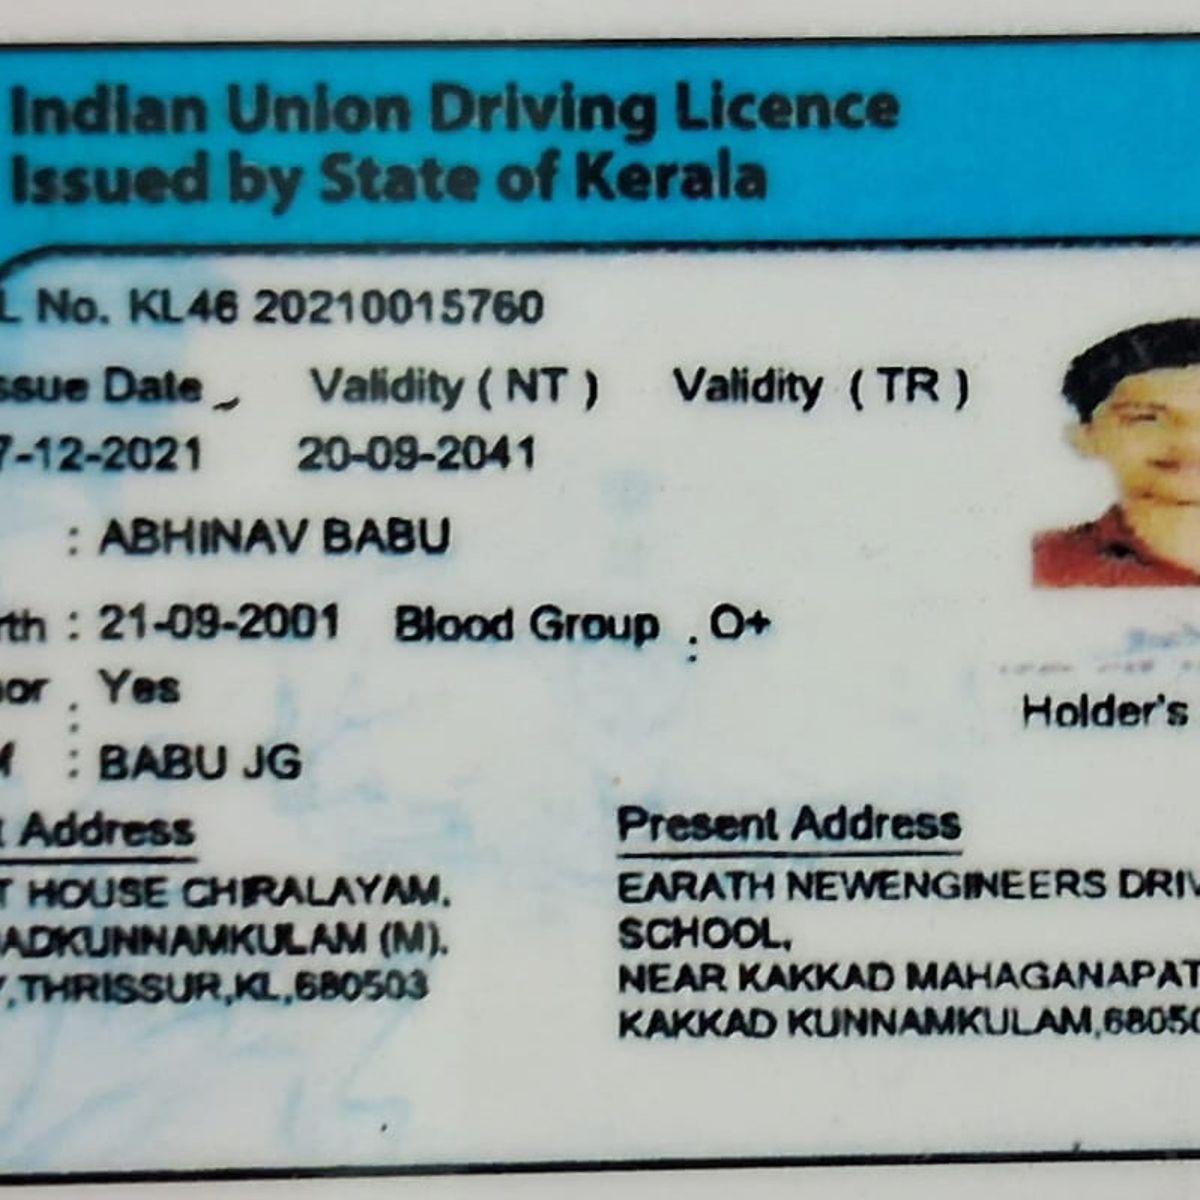 Indian Union Driving Licence
Issued by State of Kerala
L No. KL46 20210015760
ssue Date Validity ( NT ) Validity ( TR )
7-12-2021 20-09-2041
: ABHINAV BABU
rth : 21-09-2001 Blood Group : O+
or : Yes
f : BABU JG
Holder's
t Address
T HOUSE CHIRALAYAM,
ADKUNNAMKULAM (M),
Y,THRISSUR,KL,680503
Present Address
EARATH NEWENGINEERS DRIV
SCHOOL,
NEAR KAKKAD MAHAGANAPAT
KAKKAD KUNNAMKULAM,6805